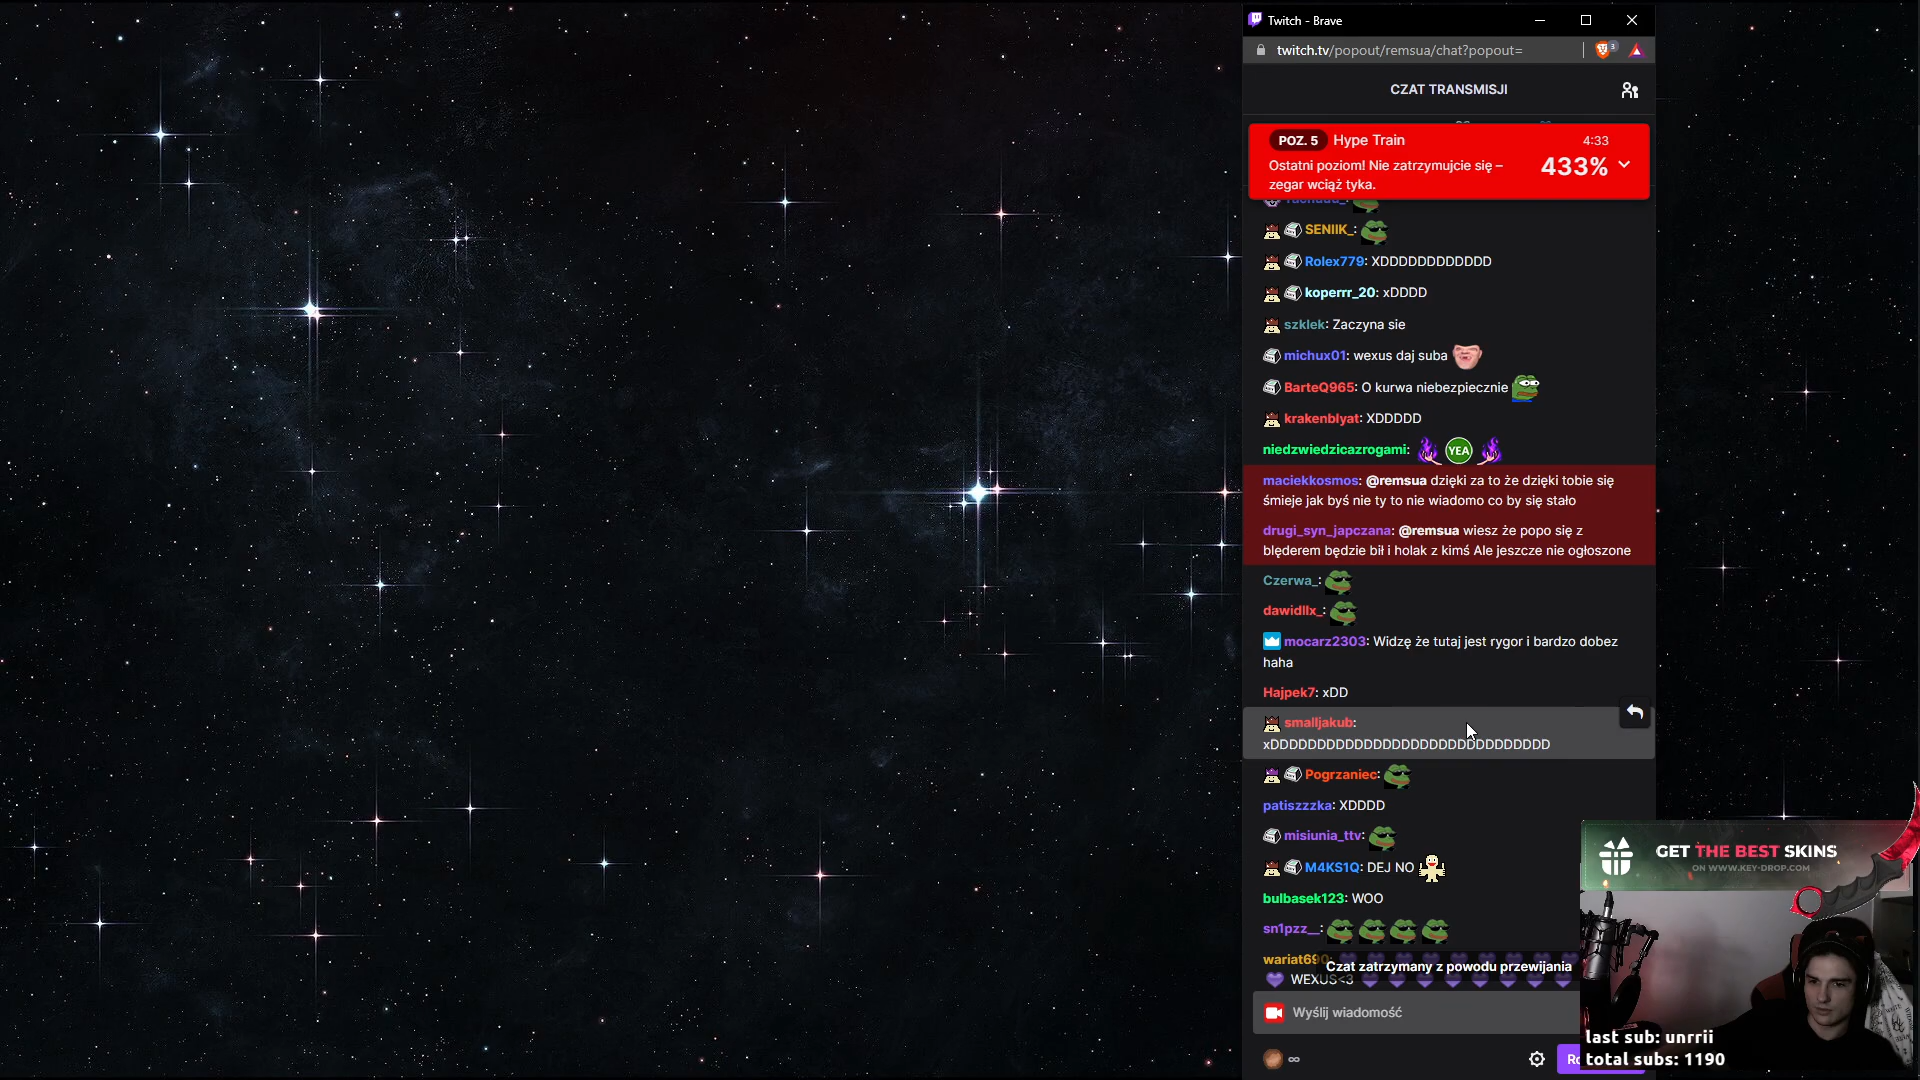 Twitch - Brave
twitch.tv/popout/remsua/chat?popout=
3
CZAT TRANSMISJI
POZ. 5 Hype Train 4:33
Ostatni poziom! Nie zatrzymujcie się –
zegar wciąż tyka.
433%
SENIIK_:
Rolex779: XDDDDDDDDDDDD
koperrr_20: xDDDD
szklek: Zaczyna sie
michux01: wexus daj suba
BarteQ965: O kurwa niebezpiecznie
krakenblyat: XDDDDD
niedzwiedzicazrogami: YEA
maciekkosmos: @remsua dzięki za to że dzięki tobie się
śmieje jak byś nie ty to nie wiadomo co by się stało
drugi_syn_japczana: @remsua wiesz że popo się z
błęderem będzie bił i holak z kimś Ale jeszcze nie ogłoszone
Czerwa_:
dawidllx_:
mocarz2303: Widzę że tutaj jest rygor i bardzo dobez
haha
Hajpek7: xDD
smalljakub:
xDDDDDDDDDDDDDDDDDDDDDDDDDDDDDD
Pogrzaniec:
patiszzzka: XDDDD
misiunia_ttv:
M4KS1Q: DEJ NO
bulbasek123: WOO
sn1pzz__:
wariat690:
Czat zatrzymany z powodu przewijania
WEXUS<3
Wyślij wiadomość
∞
GET THE BEST SKINS
ON WWW.KEY-DROP.COM
last sub: unrrii
total subs: 1190